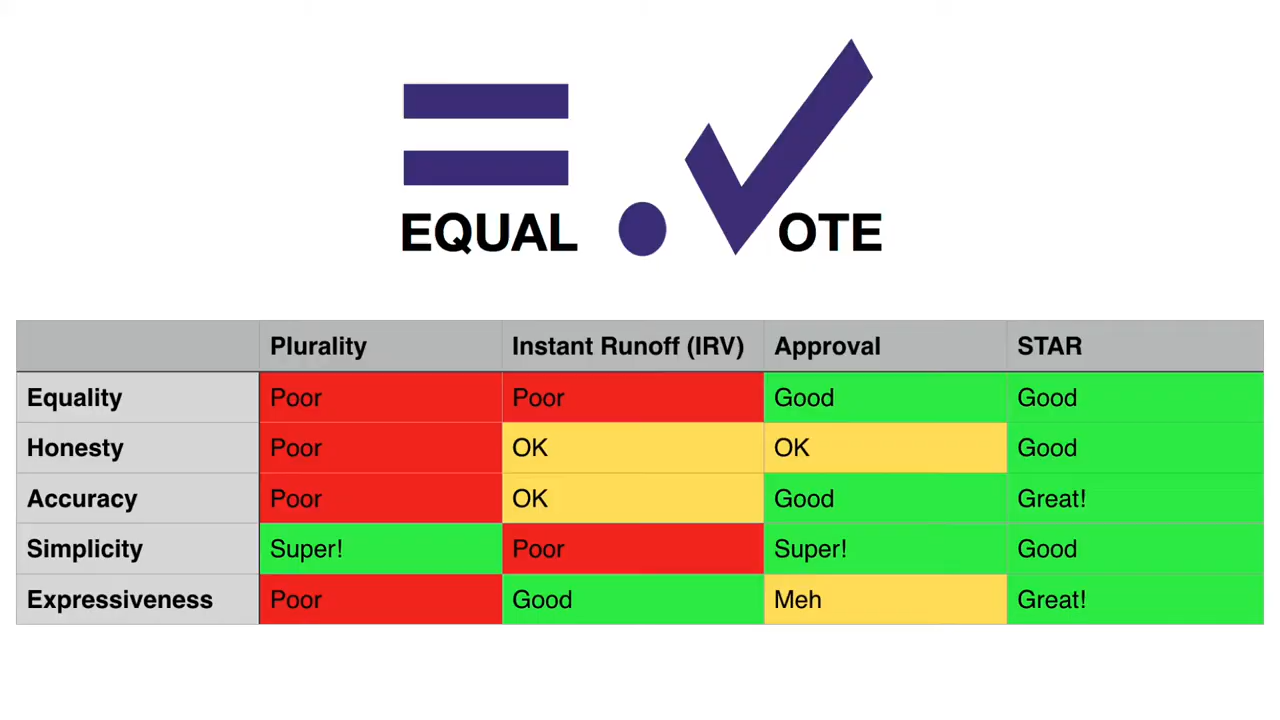 EQUAL . VOTE
Plurality Instant Runoff (IRV) Approval STAR
Equality Poor Poor Good Good
Honesty Poor OK OK Good
Accuracy Poor OK Good Great!
Simplicity Super! Poor Super! Good
Expressiveness Poor Good Meh Great!